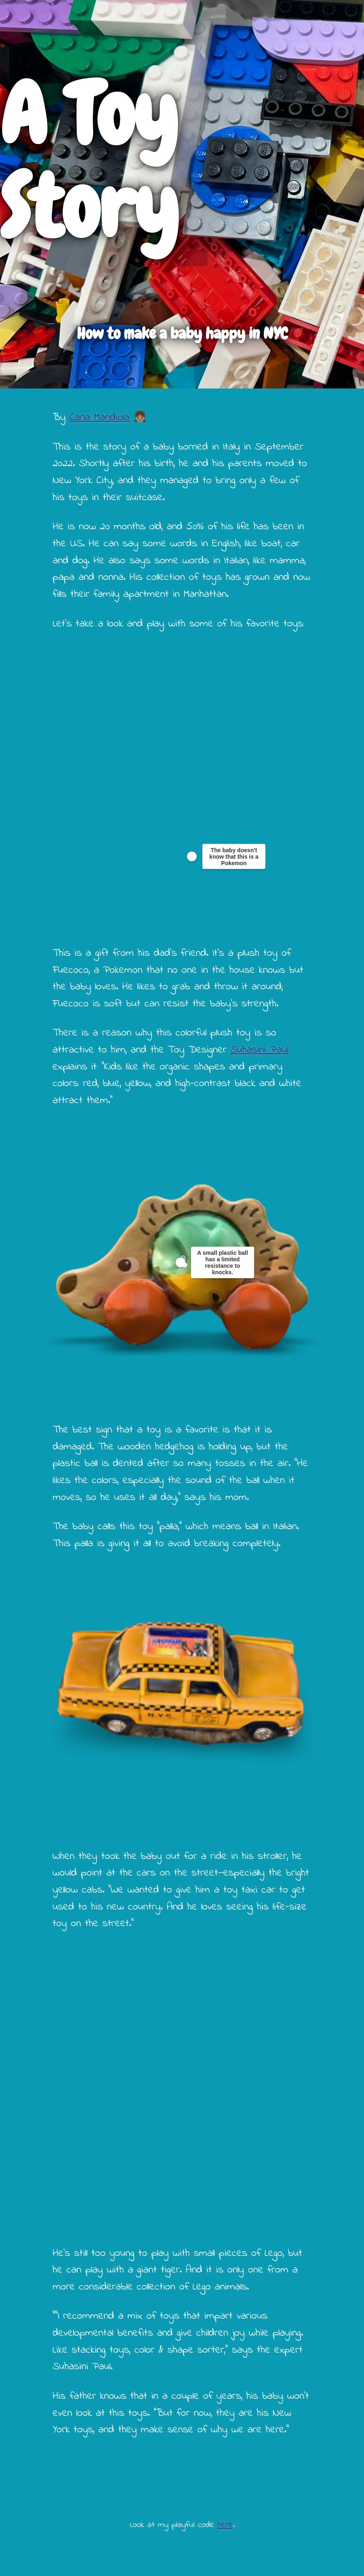 A Toy
Story
How to make a baby happy in NYC
By Carla Mandiola 👧🏽
This is the story of a baby borned in Italy in September
2022. Shortly after his birth, he and his parents moved to
New York City, and they managed to bring only a few of
his toys in their suitcase.
He is now 20 months old, and 50% of his life has been in
the U.S. He can say some words in English, like boat, car
and dog. He also says some words in Italian, like mamma,
papa and nonna. His collection of toys has grown and now
fills their family apartment in Manhattan.
Let's take a look and play with some of his favorite toys:
The baby doesn't
know that this is a
Pokemon
This is a gift from his dad's friend. It's a plush toy of
Fuecoco, a Pokemon that no one in the house knows but
the baby loves. He likes to grab and throw it around;
Fuecoco is soft but can resist the baby's strength.
There is a reason why this colorful plush toy is so
attractive to him, and the Toy Designer Suhasini Paul
explains it "Kids like the organic shapes and primary
colors: red, blue, yellow, and high-contrast black and white
attract them."
A small plastic ball
has a limited
resistance to
knocks.
The best sign that a toy is a favorite is that it is
damaged. The wooden hedgehog is holding up, but the
plastic ball is dented after so many tosses in the air. "He
likes the colors, especially the sound of the ball when it
moves, so he uses it all day," says his mom.
The baby calls this toy "palla," which means ball in Italian.
This palla is giving it all to avoid breaking completely.
N.Y.C.
When they took the baby out for a ride in his stroller, he
would point at the cars on the street—especially the bright
yellow cabs. "We wanted to give him a toy taxi car to get
used to his new country. And he loves seeing his life-size
toy on the street."
He's still too young to play with small pieces of Lego, but
he can play with a giant tiger. And it is only one from a
more considerable collection of Lego animals.
"I recommend a mix of toys that impart various
developmental benefits and give children joy while playing.
Like stacking toys, color & shape sorter," says the expert
Suhasini Paul.
His father knows that in a couple of years, his baby won't
even look at this toys. "But for now, they are his New
York toys, and they make sense of why we are here."
Look at my playful code here.